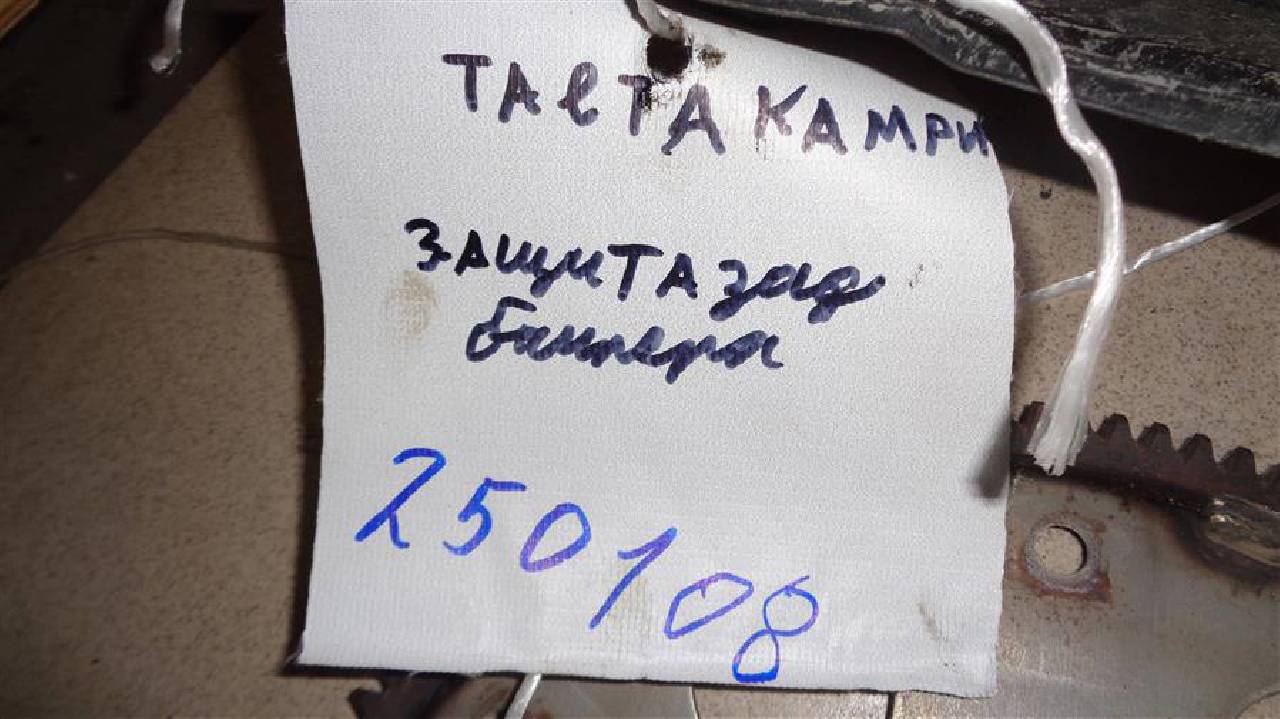 ТАЕТА КАМРИ
ЗАЩИТА зад
бампера
250108